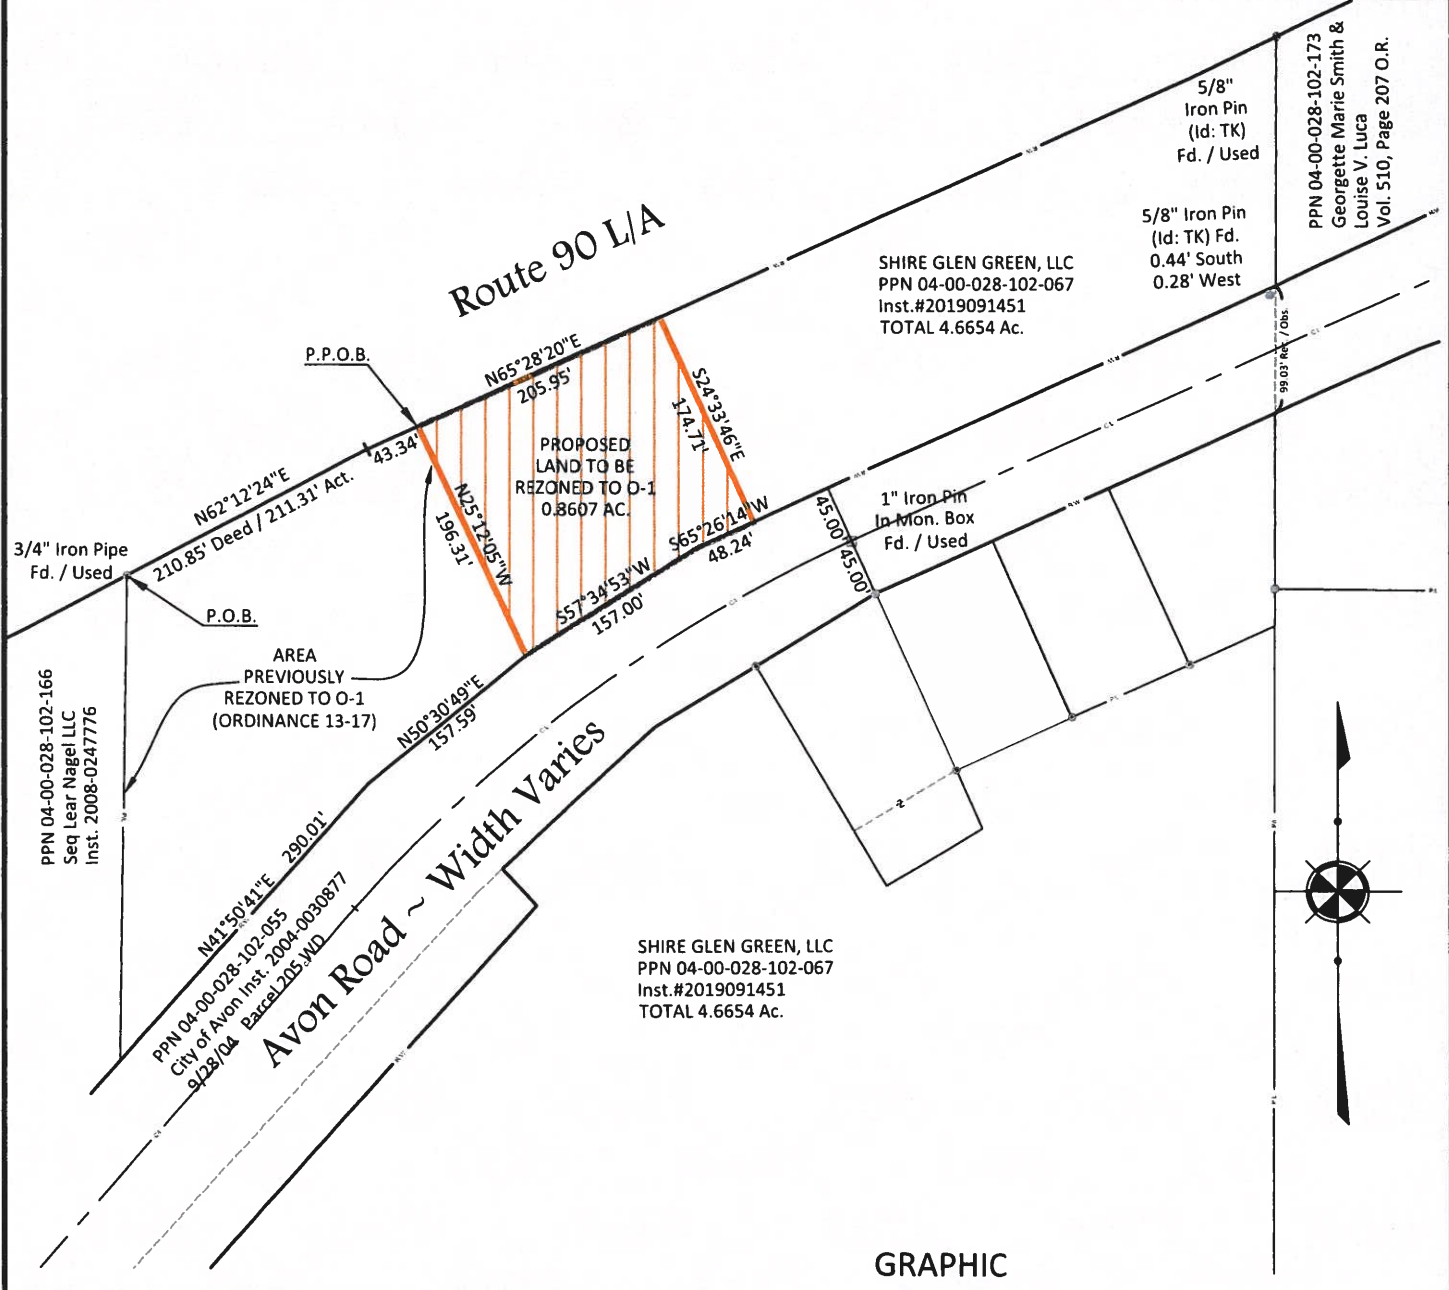 5/8"
Iron Pin
(Id: TK)
Fd. / Used
PPN 04-00-028-102-173
Georgette Marie Smith &
Louise V. Luca
Vol. 510, Page 207 O.R.
5/8" Iron Pin
(Id: TK) Fd.
0.44' South
0.28' West
Route 90 L/A
SHIRE GLEN GREEN, LLC
PPN 04-00-028-102-067
Inst.#2019091451
TOTAL 4.6654 Ac.
99.03' Rec. / Obs.
P.P.O.B.
N65°28'20"E
205.95'
S24°33'46"E
174.71'
43.34'
PROPOSED
LAND TO BE
REZONED TO O-1
0.8607 AC.
N62°12'24"E
210.85' Deed / 211.31' Act.
N25°12'05"W
196.31'
S65°26'14"W
48.24'
45.00'
45.00'
1" Iron Pin
In Mon. Box
Fd. / Used
3/4" Iron Pipe
Fd. / Used
P.O.B.
S57°34'53"W
157.00'
AREA
PREVIOUSLY
REZONED TO O-1
(ORDINANCE 13-17)
PPN 04-00-028-102-166
Seq Lear Nagel LLC
Inst. 2008-0247776
N50°30'49"E
157.59'
N41°50'41"E 290.01'
PPN 04-00-028-102-055
City of Avon Inst. 2004-0030877
9/28/04 Parcel 205-WD
Avon Road ~ Width Varies
SHIRE GLEN GREEN, LLC
PPN 04-00-028-102-067
Inst.#2019091451
TOTAL 4.6654 Ac.
GRAPHIC